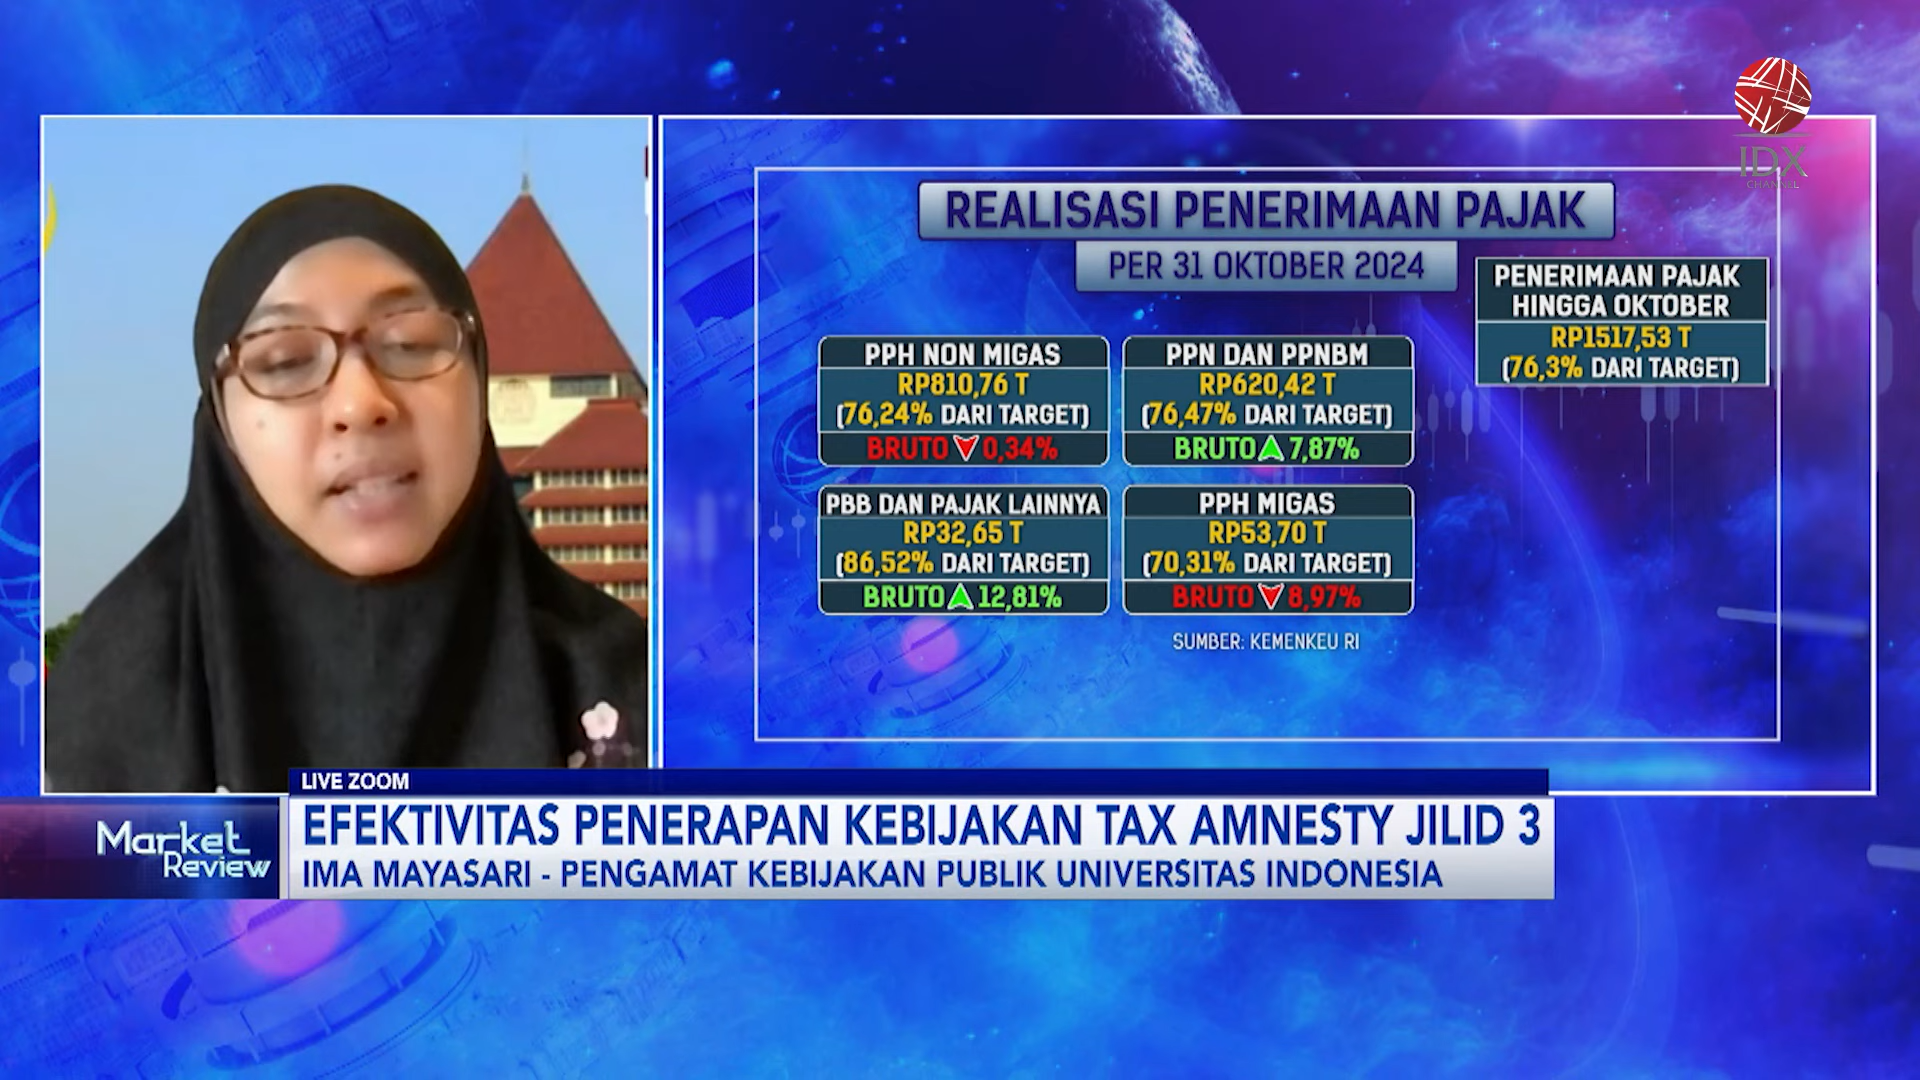 IDX
CHANNEL
REALISASI PENERIMAAN PAJAK
PER 31 OKTOBER 2024
PENERIMAAN PAJAK
HINGGA OKTOBER
RP1517,53 T
(76,3% DARI TARGET)
PPH NON MIGAS
RP810,76 T
(76,24% DARI TARGET)
BRUTO 0,34%
PPN DAN PPNBM
RP620,42 T
(76,47% DARI TARGET)
BRUTO 7,87%
PBB DAN PAJAK LAINNYA
RP32,65 T
(86,52% DARI TARGET)
BRUTO 12,81%
PPH MIGAS
RP53,70 T
(70,31% DARI TARGET)
BRUTO 8,97%
SUMBER: KEMENKEU RI
LIVE ZOOM
Market
Review
EFEKTIVITAS PENERAPAN KEBIJAKAN TAX AMNESTY JILID 3
IMA MAYASARI - PENGAMAT KEBIJAKAN PUBLIK UNIVERSITAS INDONESIA